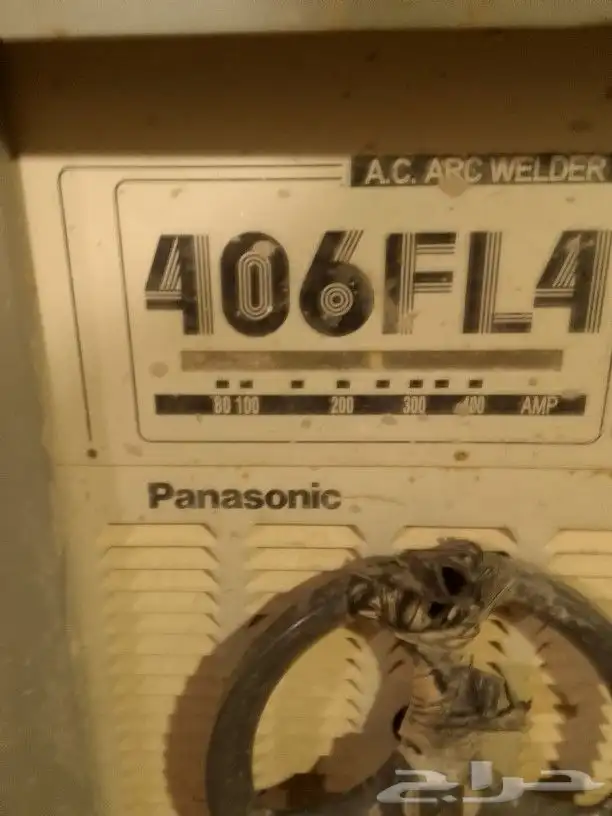 A.C. ARC WELDER
406FL4
80 100 200 300 400 AMP
Panasonic
حراج